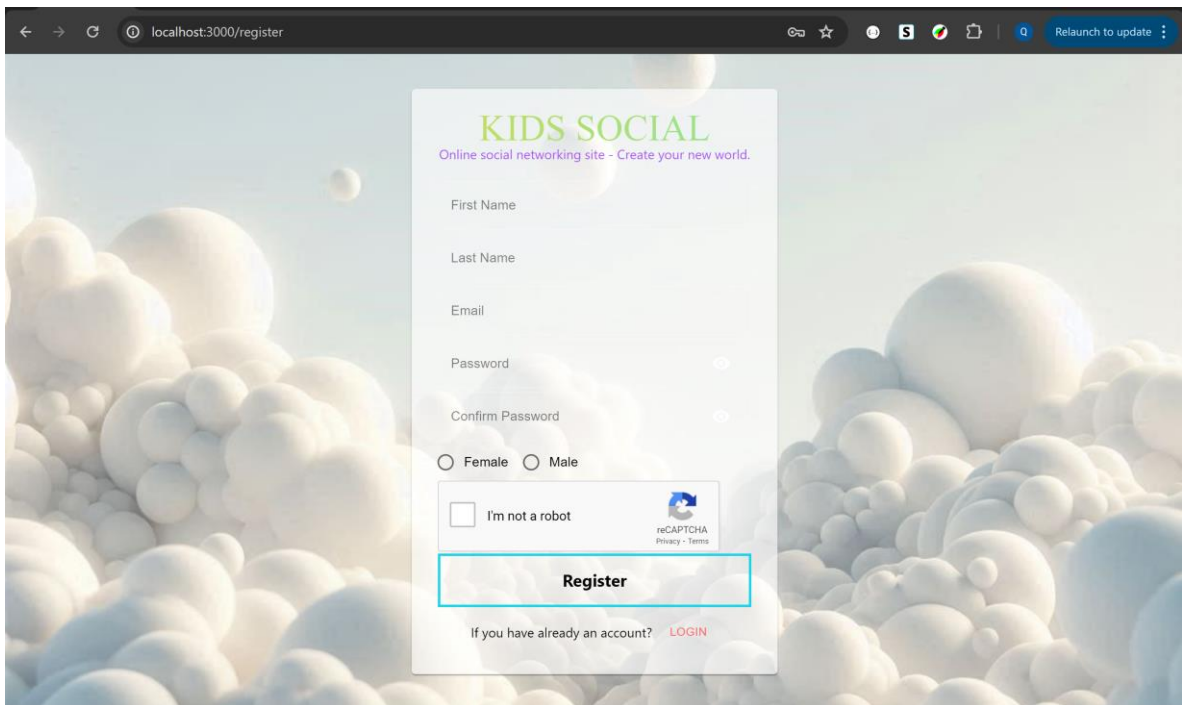 localhost:3000/register
S
Q
Relaunch to update
KIDS SOCIAL
Online social networking site - Create your new world.
First Name
Last Name
Email
Password
Confirm Password
Female Male
I'm not a robot
reCAPTCHA
Privacy - Terms
Register
If you have already an account? LOGIN